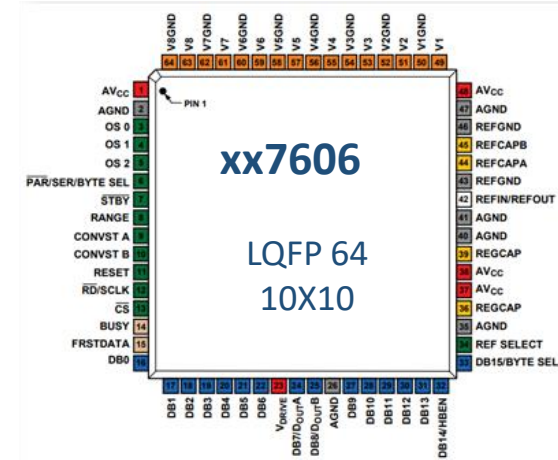 V8GND
V8
V7GND
V7
V6GND
V6
V5GND
V5
V4GND
V4
V3GND
V3
V2GND
V2
V1GND
V1
64 63 62 61 60 59 58 57 56 55 54 53 52 51 50 49
AVCC 1
AGND 2
OS 0 3
OS 1 4
OS 2 5
PAR/SER/BYTE SEL 6
STBY 7
RANGE 8
CONVST A 9
CONVST B 10
RESET 11
RD/SCLK 12
CS 13
BUSY 14
FRSTDATA 15
DB0 16
PIN 1
xx7606
LQFP 64
10X10
48 AVCC
47 AGND
46 REFGND
45 REFCAPB
44 REFCAPA
43 REFGND
42 REFIN/REFOUT
41 AGND
40 AGND
39 REGCAP
38 AVCC
37 AVCC
36 REGCAP
35 AGND
34 REF SELECT
33 DB15/BYTE SEL
17 18 19 20 21 22 23 24 25 26 27 28 29 30 31 32
DB1
DB2
DB3
DB4
DB5
DB6
VDRIVE
DB7/DOUTA
DB8/DOUTB
AGND
DB9
DB10
DB11
DB12
DB13
DB14/HBEN